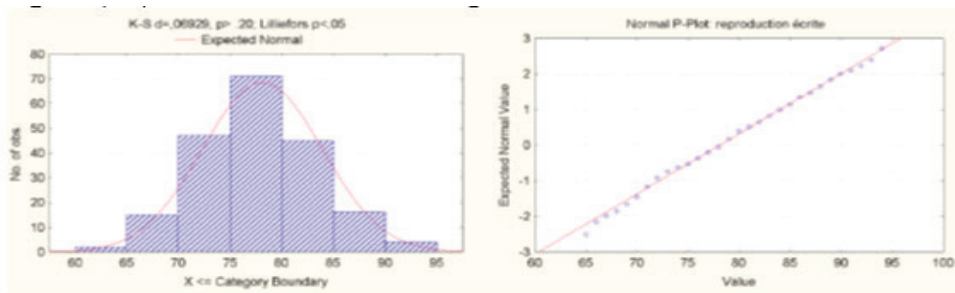 K-S d=,06929, p> .20; Lilliefors p<,05
Expected Normal
80
70
60
50
40
30
20
10
0
No. of obs.
60 65 70 75 80 85 90 95
X <= Category Boundary
Normal P-Plot: reproduction écrite
3
2
1
0
-1
-2
-3
Expected Normal Value
60 65 70 75 80 85 90 95 100
Value